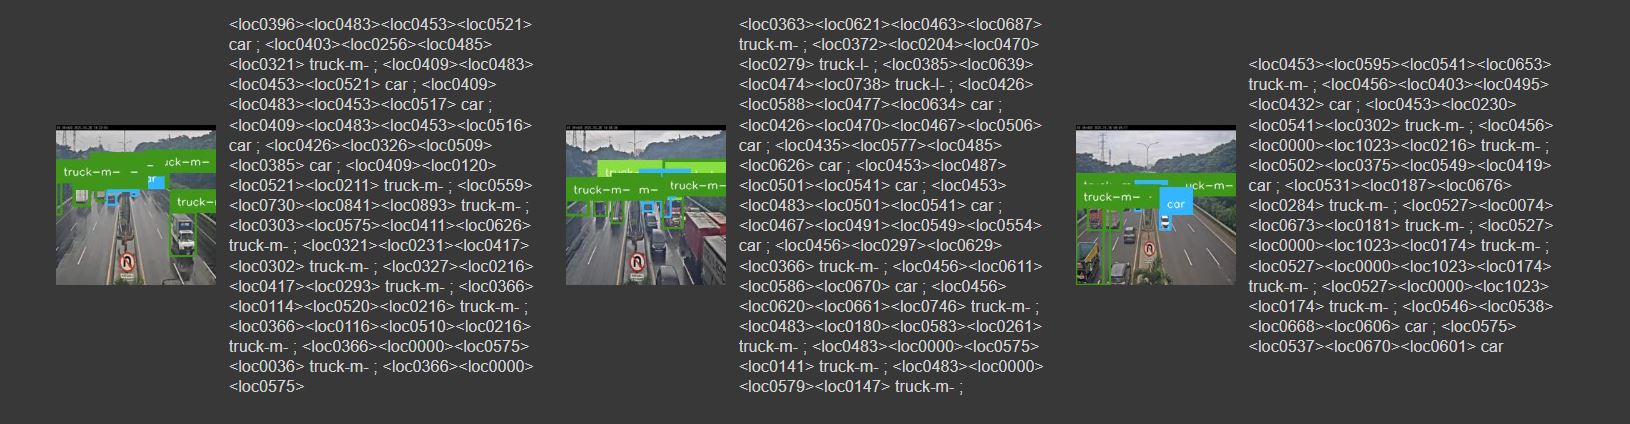 <loc0396><loc0483><loc0453><loc0521>
car ; <loc0403><loc0256><loc0485>
<loc0321> truck-m- ; <loc0409><loc0483>
<loc0453><loc0521> car ; <loc0409>
<loc0483><loc0453><loc0517> car ;
<loc0409><loc0483><loc0453><loc0516>
car ; <loc0426><loc0326><loc0509>
<loc0385> car ; <loc0409><loc0120>
<loc0521><loc0211> truck-m- ; <loc0559>
<loc0730><loc0841><loc0893> truck-m- ;
<loc0303><loc0575><loc0411><loc0626>
truck-m- ; <loc0321><loc0231><loc0417>
<loc0302> truck-m- ; <loc0327><loc0216>
<loc0417><loc0293> truck-m- ; <loc0366>
<loc0114><loc0520><loc0216> truck-m- ;
<loc0366><loc0116><loc0510><loc0216>
truck-m- ; <loc0366><loc0000><loc0575>
<loc0036> truck-m- ; <loc0366><loc0000>
<loc0575>
uck-m-
truck-m- -
ar
truck-m-
<loc0363><loc0621><loc0463><loc0687>
truck-m- ; <loc0372><loc0204><loc0470>
<loc0279> truck-l- ; <loc0385><loc0639>
<loc0474><loc0738> truck-l- ; <loc0426>
<loc0588><loc0477><loc0634> car ;
<loc0426><loc0470><loc0467><loc0506>
car ; <loc0435><loc0577><loc0485>
<loc0626> car ; <loc0453><loc0487>
<loc0501><loc0541> car ; <loc0453>
<loc0483><loc0501><loc0541> car ;
<loc0467><loc0491><loc0549><loc0554>
car ; <loc0456><loc0297><loc0629>
<loc0366> truck-m- ; <loc0456><loc0611>
<loc0586><loc0670> car ; <loc0456>
<loc0620><loc0661><loc0746> truck-m- ;
<loc0483><loc0180><loc0583><loc0261>
truck-m- ; <loc0483><loc0000><loc0575>
<loc0141> truck-m- ; <loc0483><loc0000>
<loc0579><loc0147> truck-m- ;
truck-m- m- truck-m-
<loc0453><loc0595><loc0541><loc0653>
truck-m- ; <loc0456><loc0403><loc0495>
<loc0432> car ; <loc0453><loc0230>
<loc0541><loc0302> truck-m- ; <loc0456>
<loc0000><loc1023><loc0216> truck-m- ;
<loc0502><loc0375><loc0549><loc0419>
car ; <loc0531><loc0187><loc0676>
<loc0284> truck-m- ; <loc0527><loc0074>
<loc0673><loc0181> truck-m- ; <loc0527>
<loc0000><loc1023><loc0174> truck-m- ;
<loc0527><loc0000><loc1023><loc0174>
truck-m- ; <loc0527><loc0000><loc1023>
<loc0174> truck-m- ; <loc0546><loc0538>
<loc0668><loc0606> car ; <loc0575>
<loc0537><loc0670><loc0601> car
uck-m-
truck-m-
car